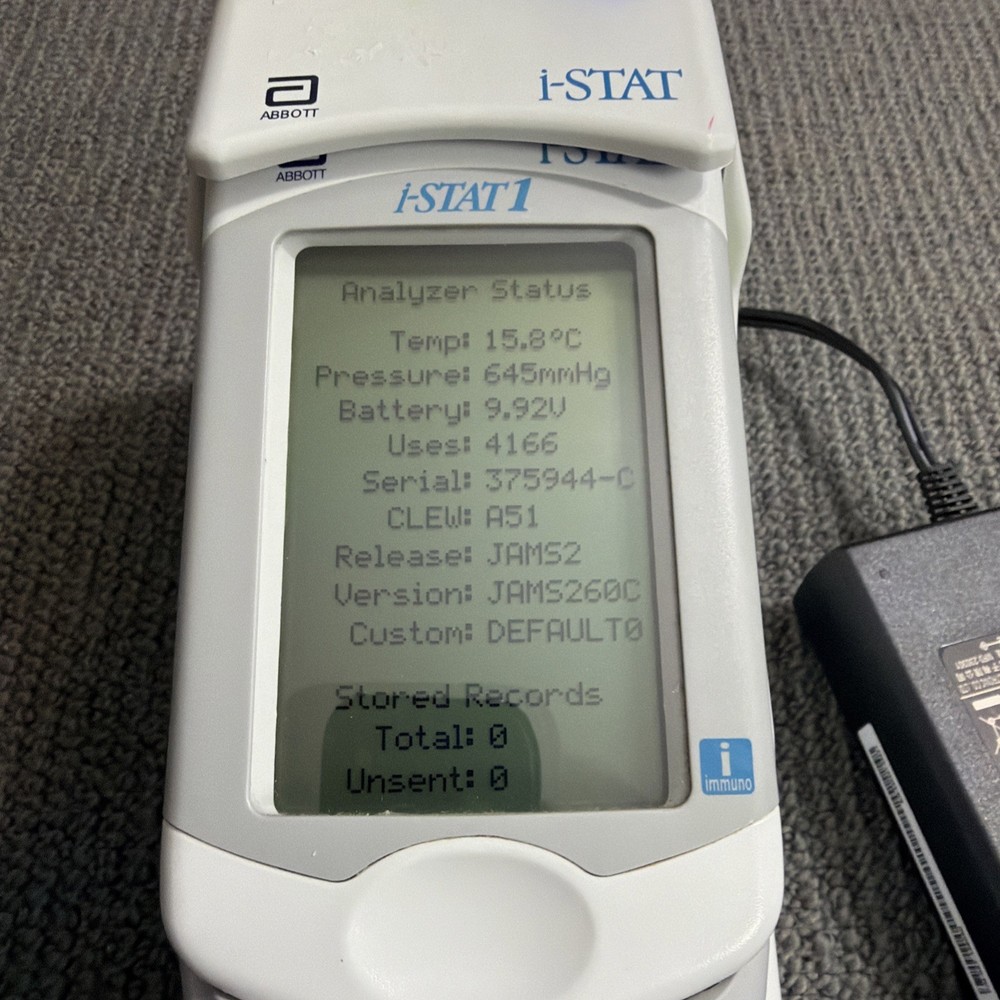 ABBOTT
i-STAT
ABBOTT
i-STAT1
Analyzer Status
Temp: 15.8°C
Pressure: 645mmHg
Battery: 9.92V
Uses: 4166
Serial: 375944-C
CLEW: A51
Release: JAMS2
Version: JAMS260C
Custom: DEFAULT0
Stored Records
Total: 0
Unsent: 0
i
immuno